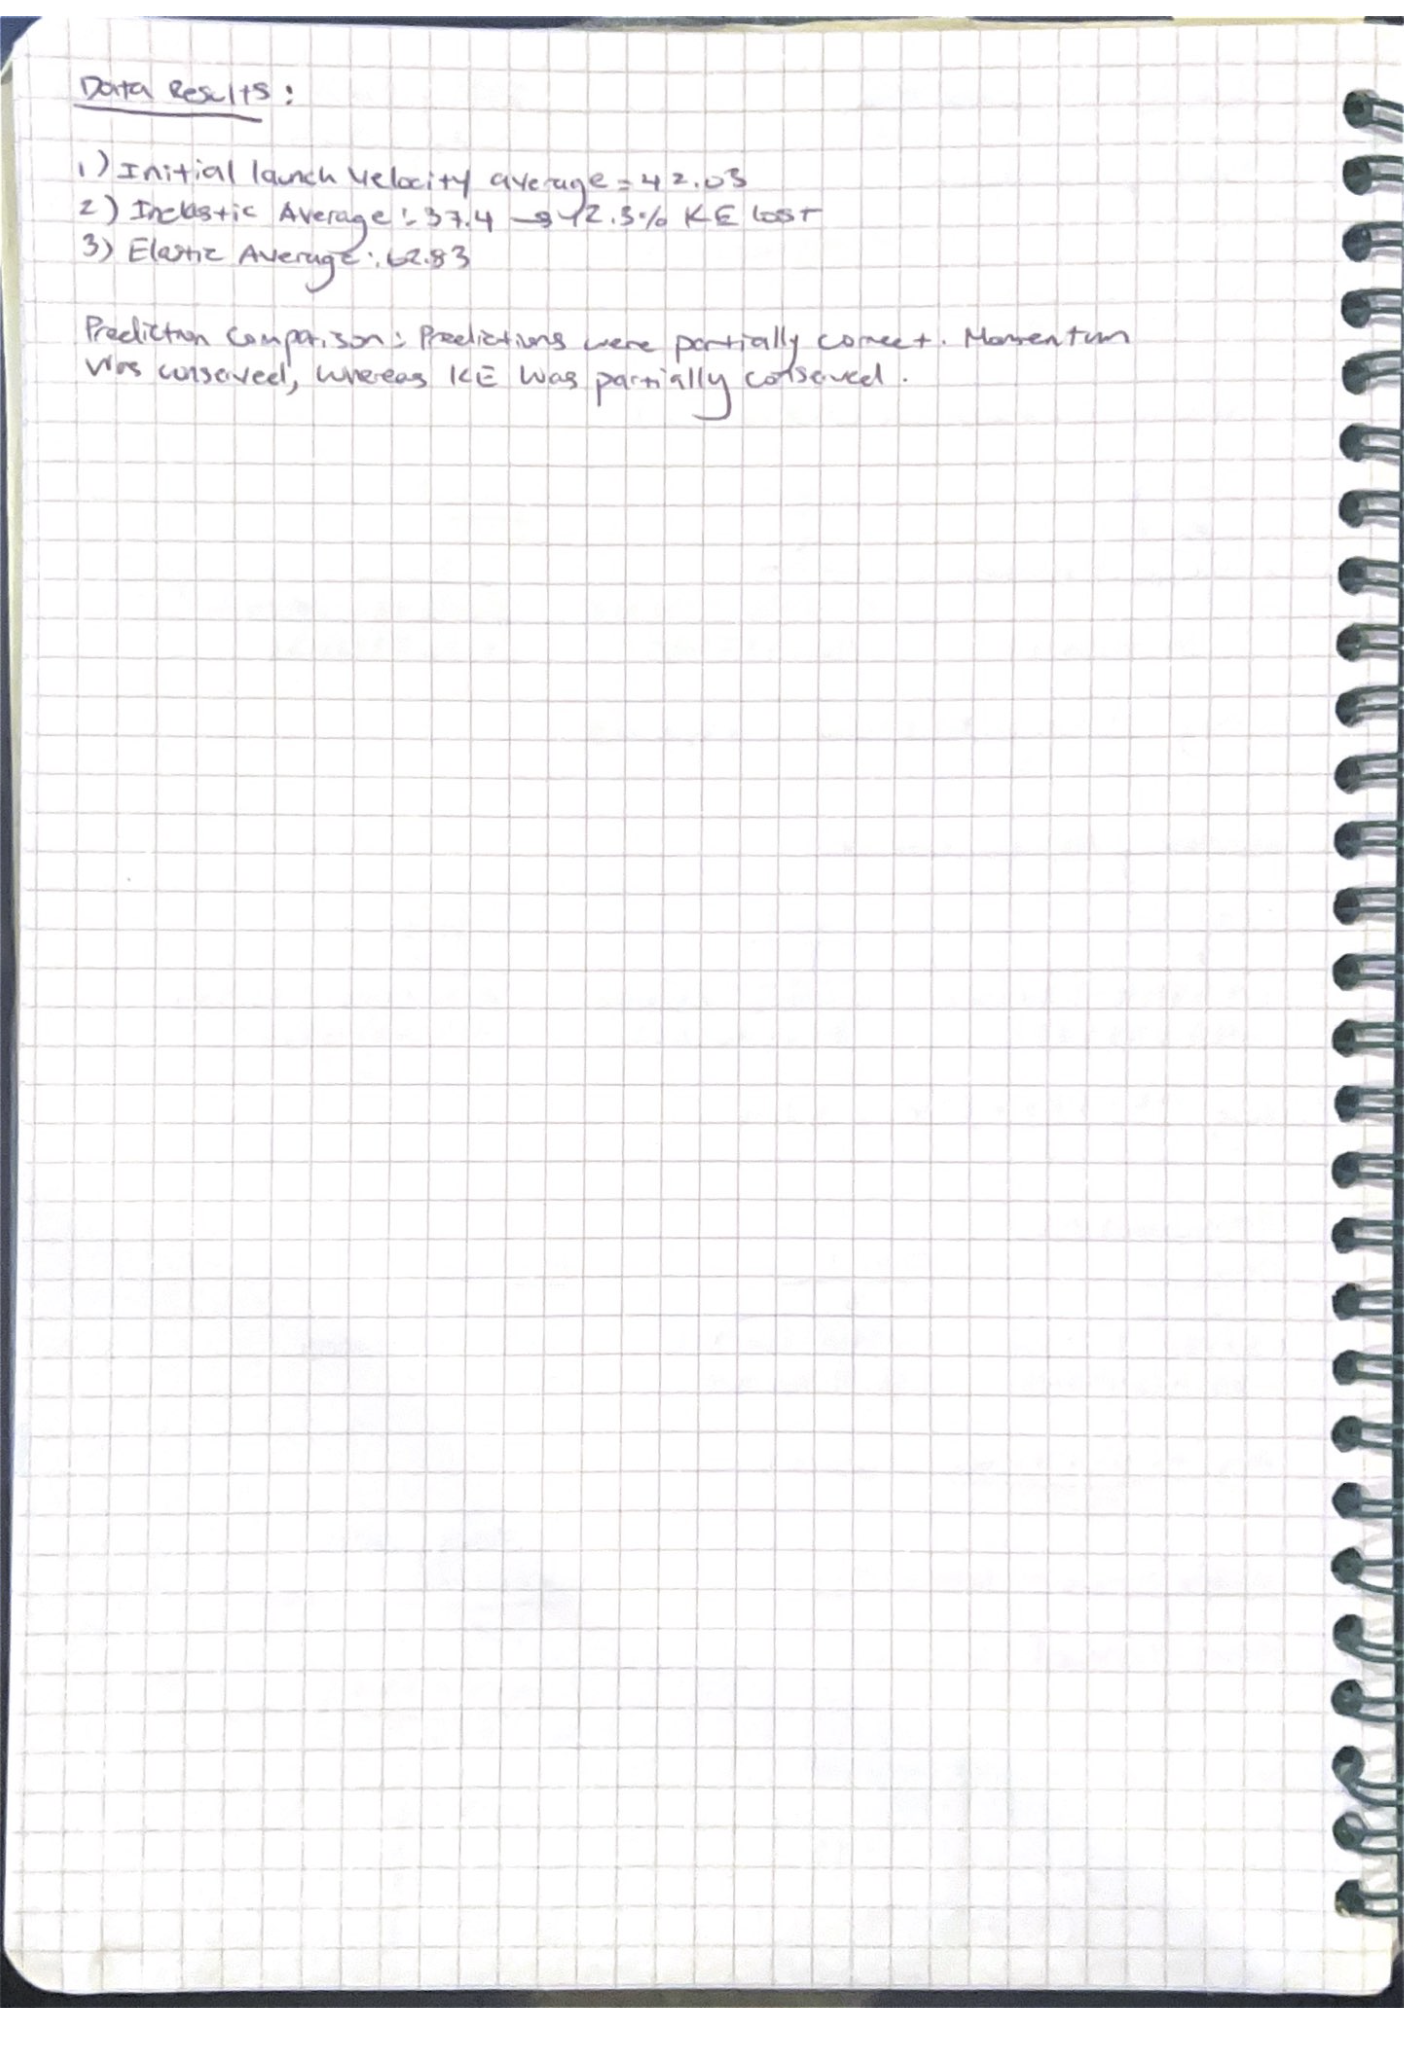 Data Results:
1) Initial launch velocity average = 42.03
2) Inelastic Average: 37.4 → 42.3% KE lost
3) Elastic Average: 62.83
Prediction Comparison: Predictions were partially correct. Momentum
was conserved, whereas KE was partially conserved.